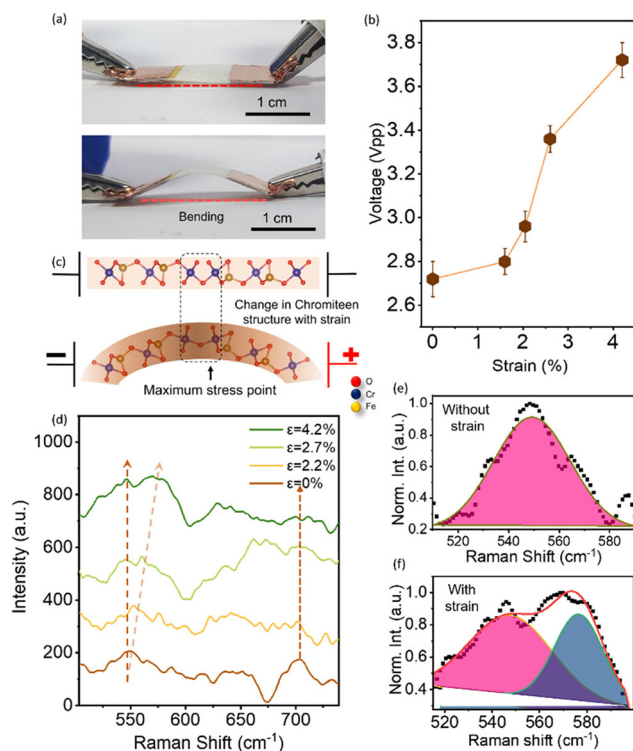 (a)
1 cm
1 cm
Bending
(b)
3.8
3.6
3.4
3.2
3.0
2.8
2.6
Voltage (Vpp)
0
1
2
3
4
5
Strain (%)
(c)
Change in Chromiteen
structure with strain
Maximum stress point
O
Cr
Fe
(d)
1000
800
600
400
200
0
Intensity (a.u.)
ε=4.2%
ε=2.7%
ε=2.2%
ε=0%
550
600
650
700
Raman Shift (cm⁻¹)
(e)
Without
strain
1.0
0.8
0.6
0.4
0.2
Norm. Int. (a.u.)
520
540
560
580
Raman Shift (cm⁻¹)
(f)
With
strain
1.0
0.8
0.6
0.4
Norm. Int. (a.u.)
520
540
560
580
600
Raman Shift (cm⁻¹)